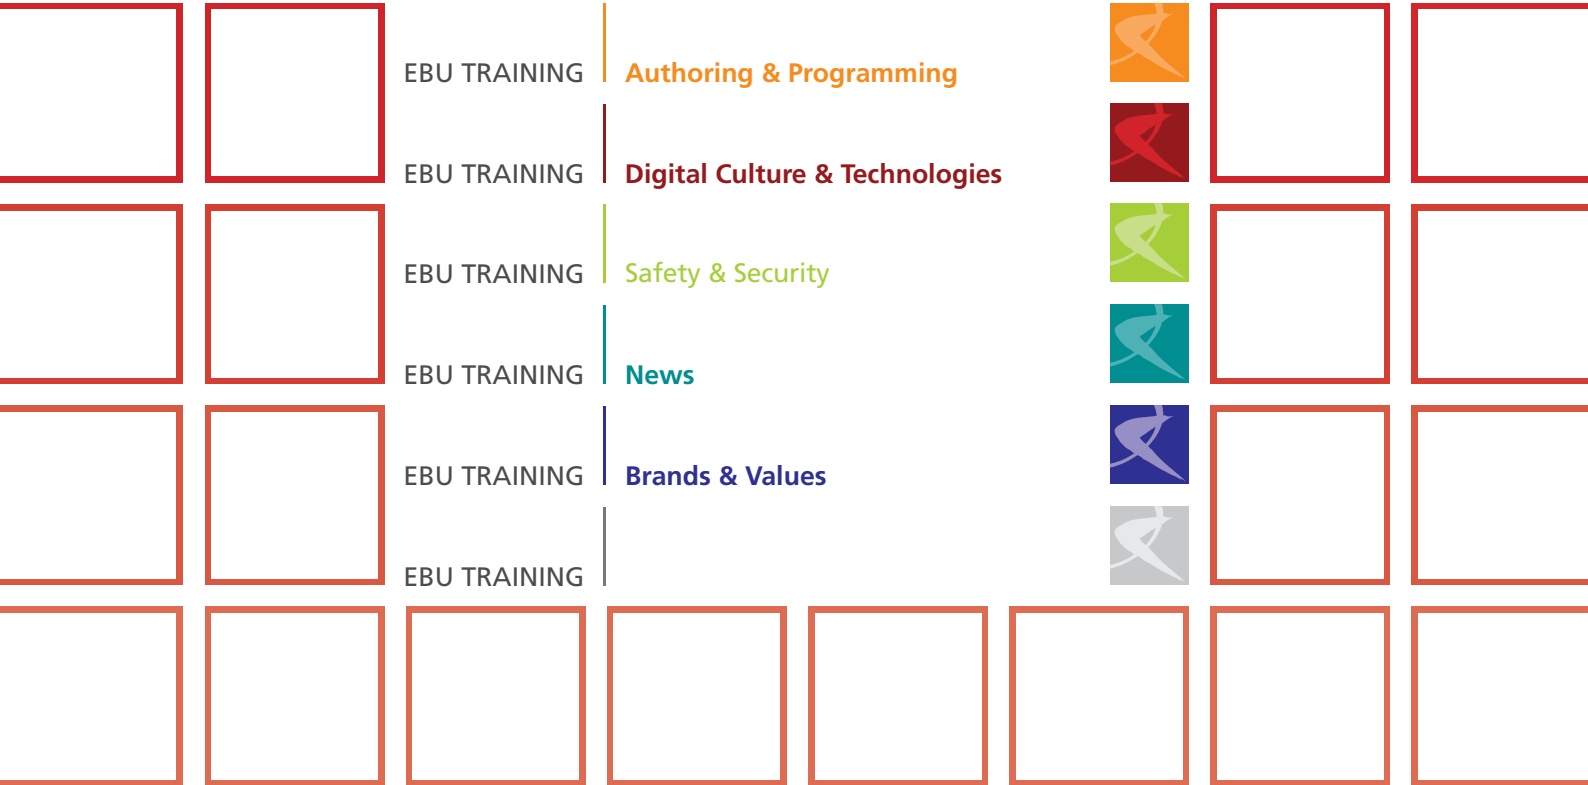 EBU TRAINING Authoring & Programming
EBU TRAINING Digital Culture & Technologies
EBU TRAINING Safety & Security
EBU TRAINING News
EBU TRAINING Brands & Values
EBU TRAINING